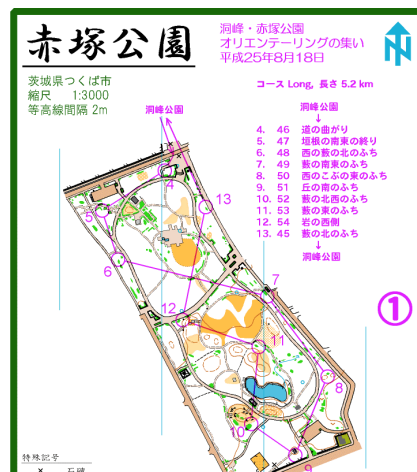 赤塚公園
洞峰・赤塚公園
オリエンテーリングの集い
平成25年8月18日
茨城県つくば市
縮尺 1:3000
等高線間隔 2m
コース Long, 長さ 5.2 km
洞峰公園
↓
4. 46 道の曲がり
5. 47 垣根の南東の終り
6. 48 西の藪の北のふち
7. 49 藪の南東のふち
8. 50 西のこぶの東のふち
9. 51 丘の南のふち
10. 52 藪の北西のふち
11. 53 藪の東のふち
12. 54 岩の西側
13. 45 藪の北のふち
↓
洞峰公園
洞峰公園
4
13
5
6
7
12
11
①
8
10
9
特殊記号